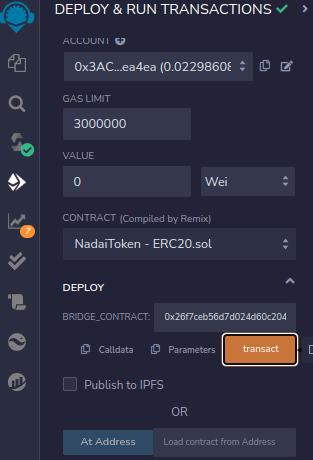 DEPLOY & RUN TRANSACTIONS
ACCOUNT
0x3AC...ea4ea (0.02298608
GAS LIMIT
3000000
VALUE
0
Wei
CONTRACT (Compiled by Remix)
NadaiToken - ERC20.sol
DEPLOY
BRIDGE_CONTRACT: 0x26f7ceb56d7d024d60c204
Calldata Parameters transact
Publish to IPFS
OR
At Address Load contract from Address
7